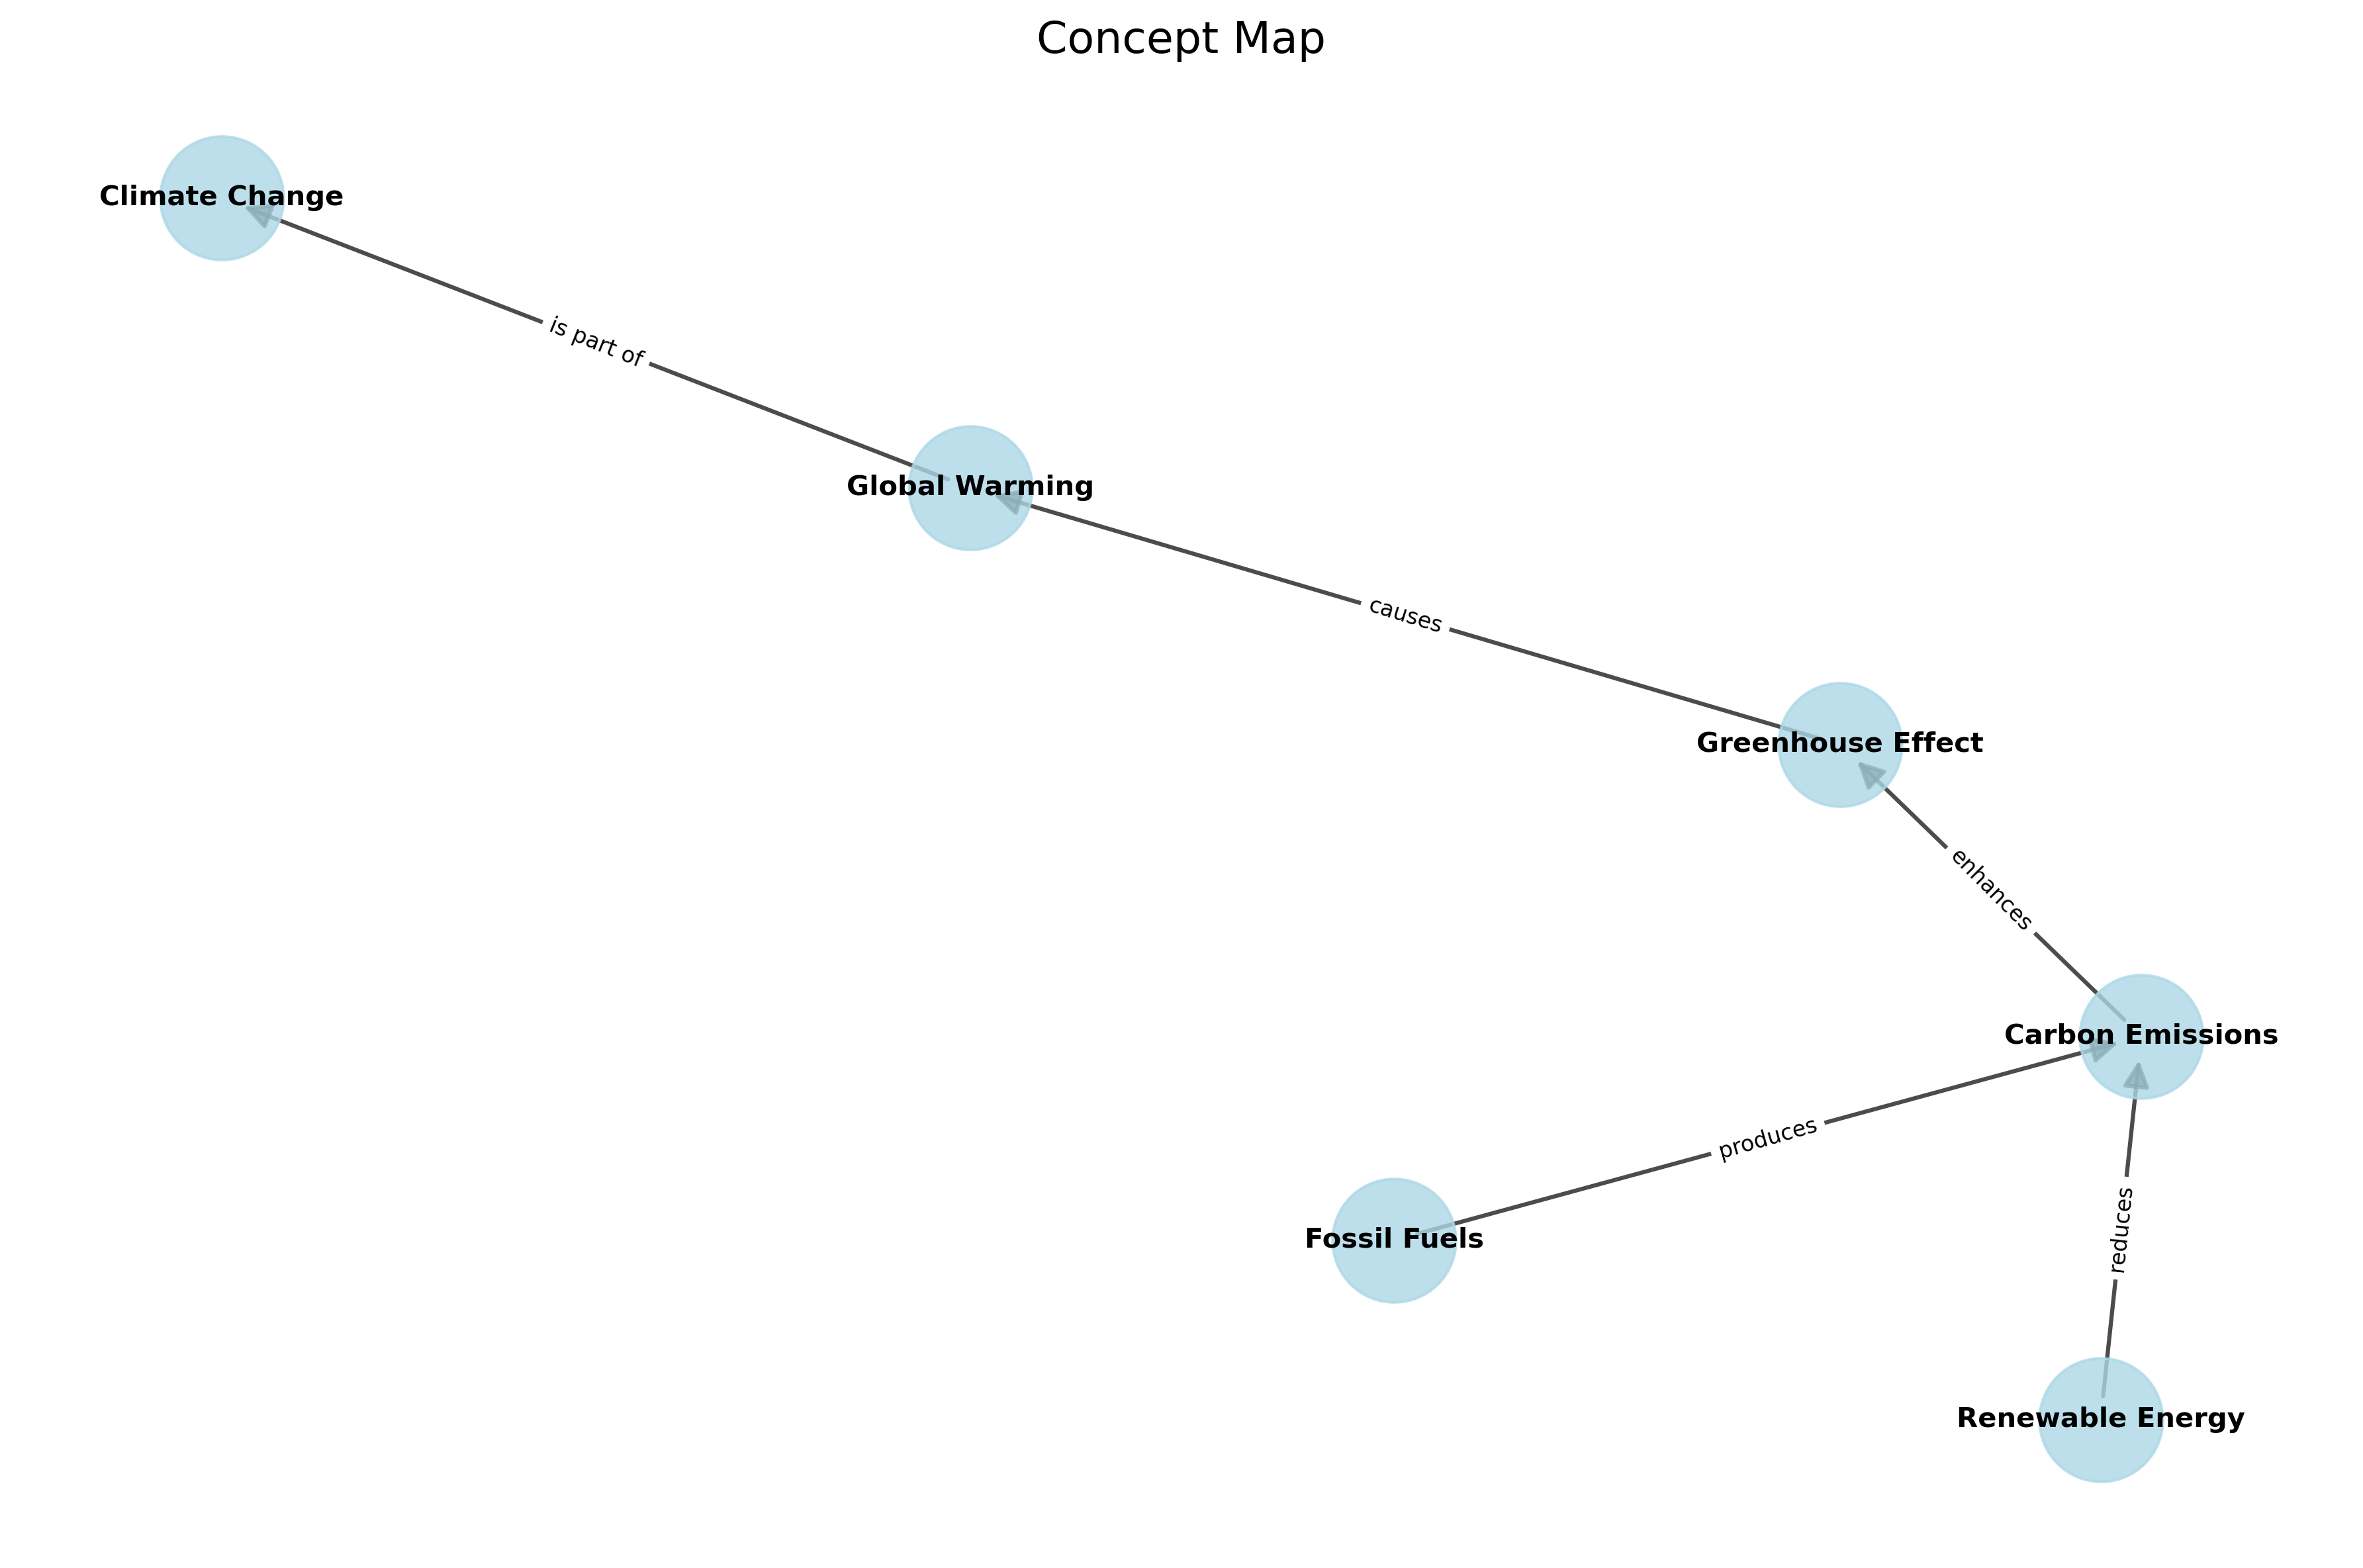 Concept Map
Climate Change
is part of
Global Warming
causes
Greenhouse Effect
enhances
Carbon Emissions
produces
reduces
Fossil Fuels
Renewable Energy